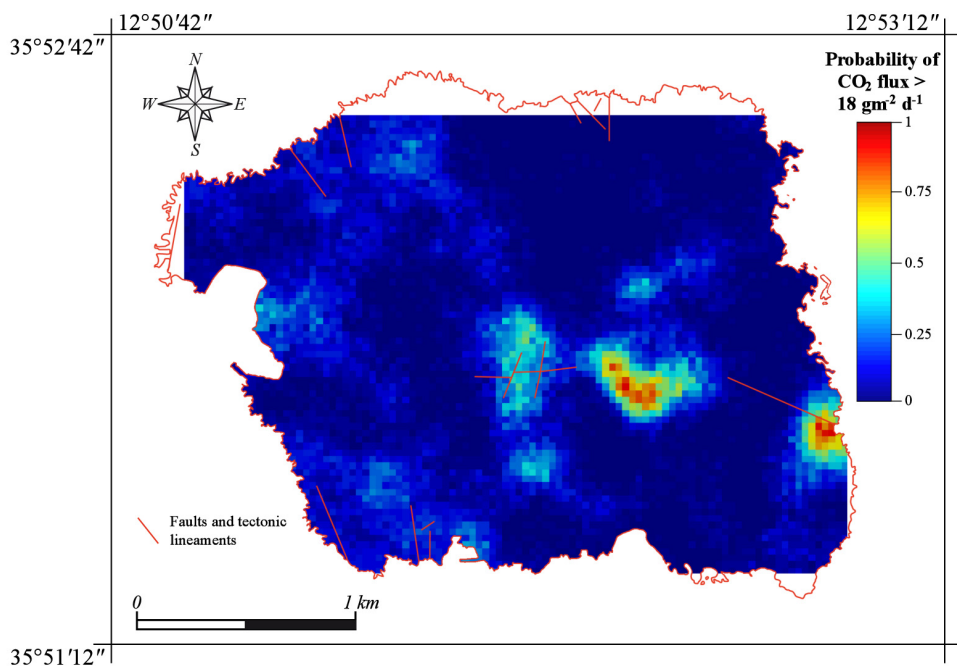 12°50′42″
12°53′12″
35°52′42″
N
W E
S
Probability of
CO₂ flux >
18 gm⁻² d⁻¹
1
0.75
0.5
0.25
0
Faults and tectonic
lineaments
0 1 km
35°51′12″